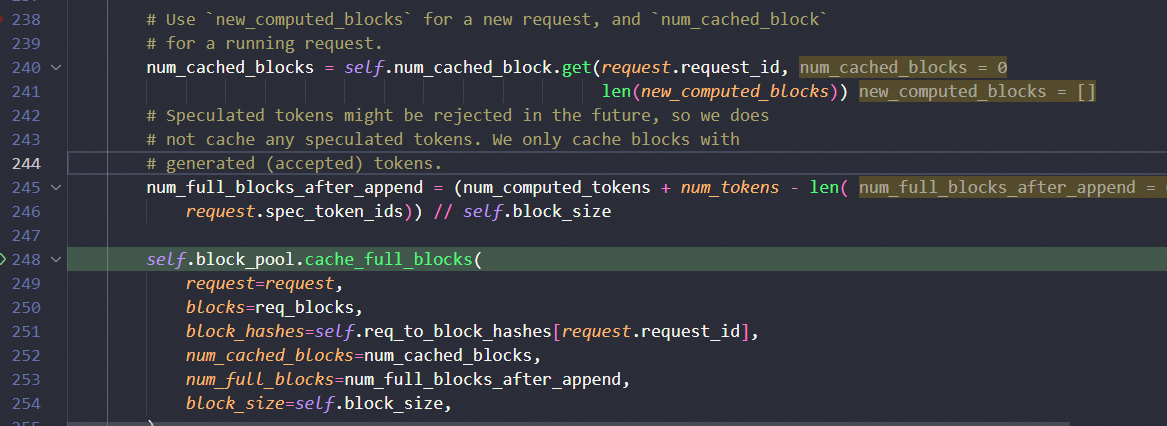 238 # Use `new_computed_blocks` for a new request, and `num_cached_block`
239 # for a running request.
240 num_cached_blocks = self.num_cached_block.get(request.request_id, num_cached_blocks = 0
241 len(new_computed_blocks)) new_computed_blocks = []
242 # Speculated tokens might be rejected in the future, so we does
243 # not cache any speculated tokens. We only cache blocks with
244 # generated (accepted) tokens.
245 num_full_blocks_after_append = (num_computed_tokens + num_tokens - len( num_full_blocks_after_append =
246 request.spec_token_ids)) // self.block_size
247
248 self.block_pool.cache_full_blocks(
249 request=request,
250 blocks=req_blocks,
251 block_hashes=self.req_to_block_hashes[request.request_id],
252 num_cached_blocks=num_cached_blocks,
253 num_full_blocks=num_full_blocks_after_append,
254 block_size=self.block_size,